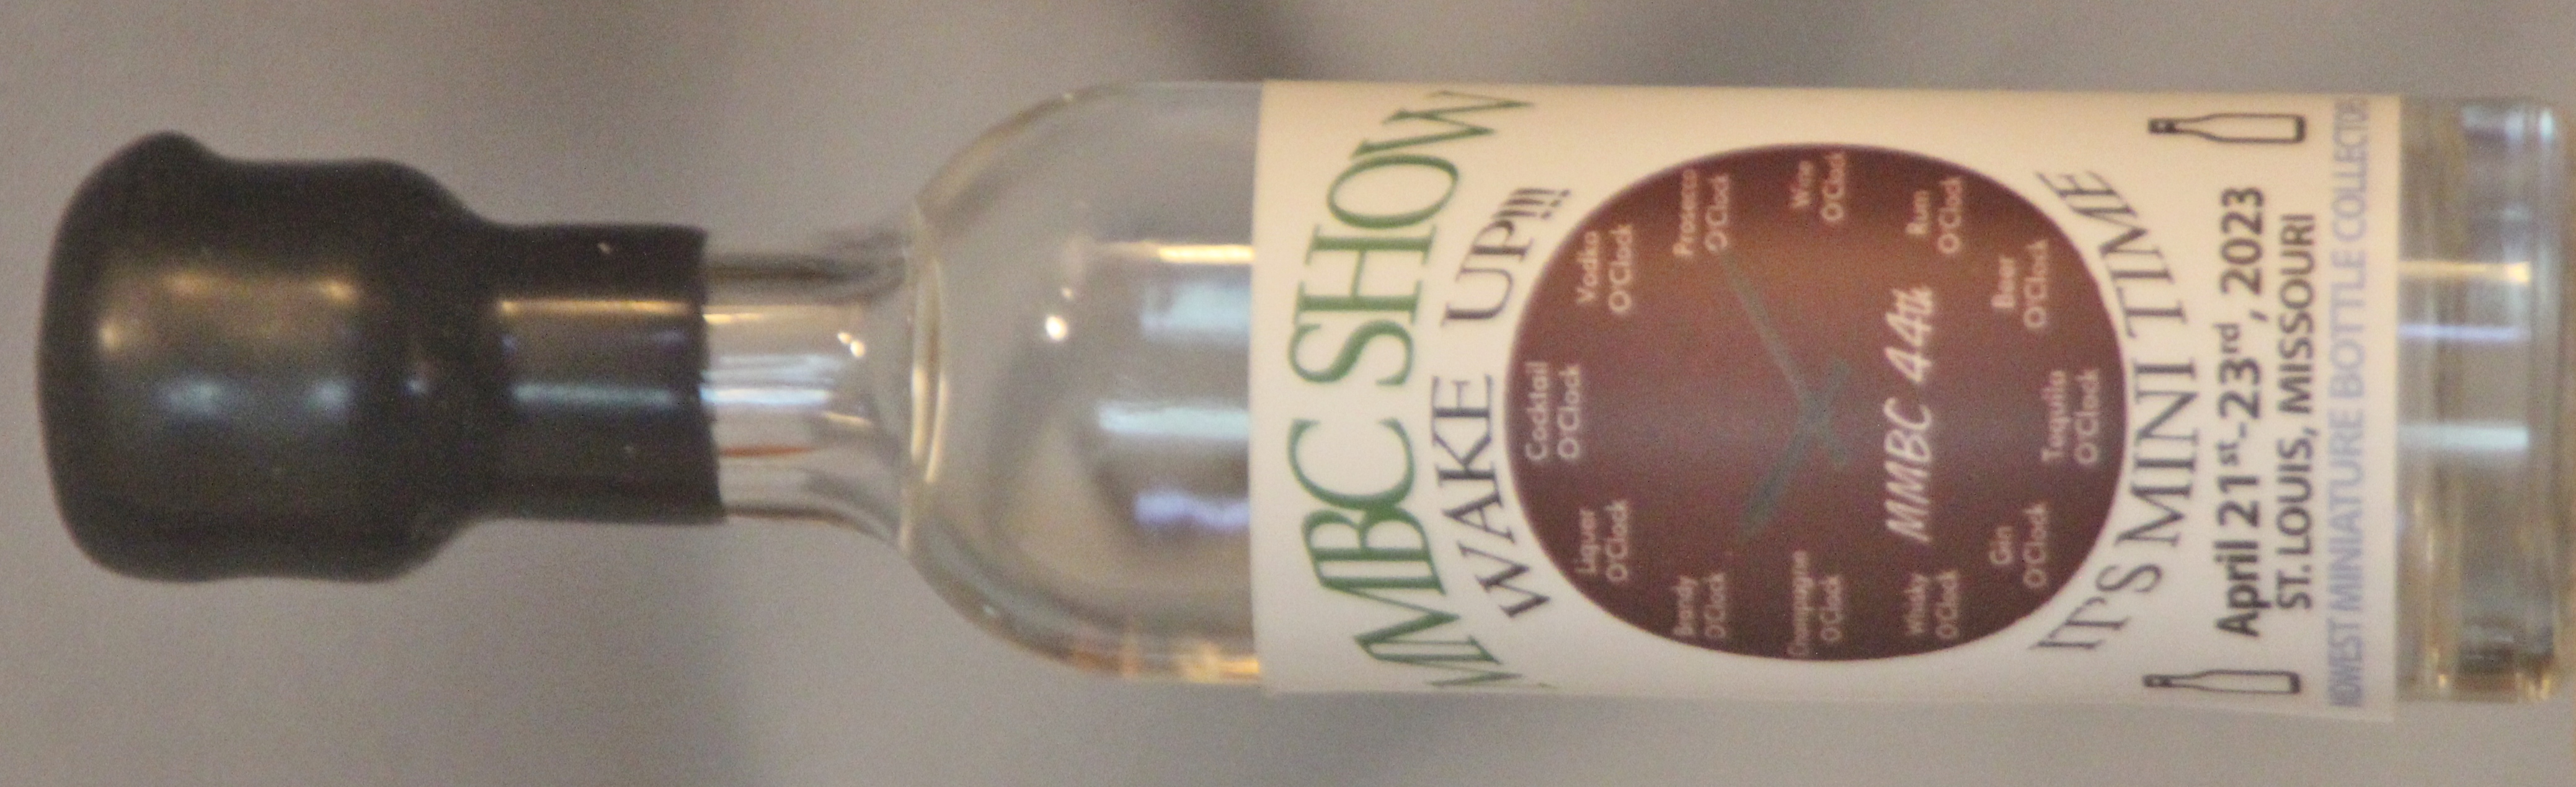 MMBC SHOW
WAKE UP!!!
Cocktail
O'Clock
Vodka
O'Clock
Prosecco
O'Clock
Wine
O'Clock
Rum
O'Clock
Beer
O'Clock
Tequila
O'Clock
Gin
O'Clock
Whisky
O'Clock
Champagne
O'Clock
Brandy
O'Clock
Liquer
O'Clock
MMBC 44th
IT'S MINI TIME
April 21st-23rd, 2023
ST. LOUIS, MISSOURI
MINIATURE BOTTLE